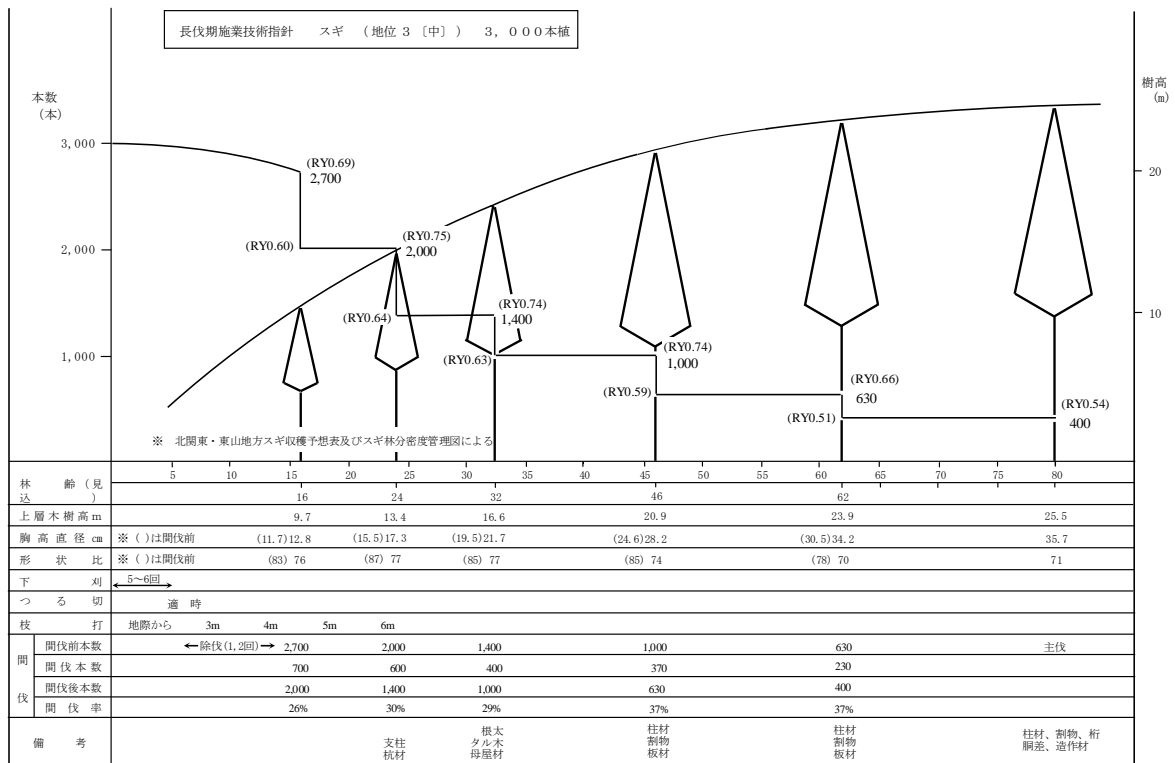 長伐期施業技術指針　スギ　(地位 3 〔中〕)　3,000本植
本数
(本)
樹高
(m)
3,000
2,000
1,000
20
10
(RY0.69)
2,700
(RY0.60)
(RY0.75)
2,000
(RY0.64)
(RY0.74)
1,400
(RY0.63)
(RY0.74)
1,000
(RY0.59)
(RY0.66)
630
(RY0.51)
(RY0.54)
400
※　北関東・東山地方スギ収穫予想表及びスギ林分密度管理図による
5 10 15 20 25 30 35 40 45 50 55 60 65 70 75 80
林　齢(見込) 16 24 32 46 62
上層木樹高m 9.7 13.4 16.6 20.9 23.9 25.5
胸高直径㎝ ※ ( )は間伐前 (11.7)12.8 (15.5)17.3 (19.5)21.7 (24.6)28.2 (30.5)34.2 35.7
形状比 ※ ( )は間伐前 (83) 76 (87) 77 (85) 77 (85) 74 (78) 70 71
下刈 5〜6回
つる切 適時
枝打 地際から 3m 4m 5m 6m
間伐
間伐前本数 除伐(1,2回) 2,700 2,000 1,400 1,000 630 主伐
間伐本数 700 600 400 370 230
間伐後本数 2,000 1,400 1,000 630 400
間伐率 26% 30% 29% 37% 37%
備考
支柱
杭材
根太
タル木
母屋材
柱材
割物
板材
柱材
割物
板材
柱材、割物、桁
胴差、造作材